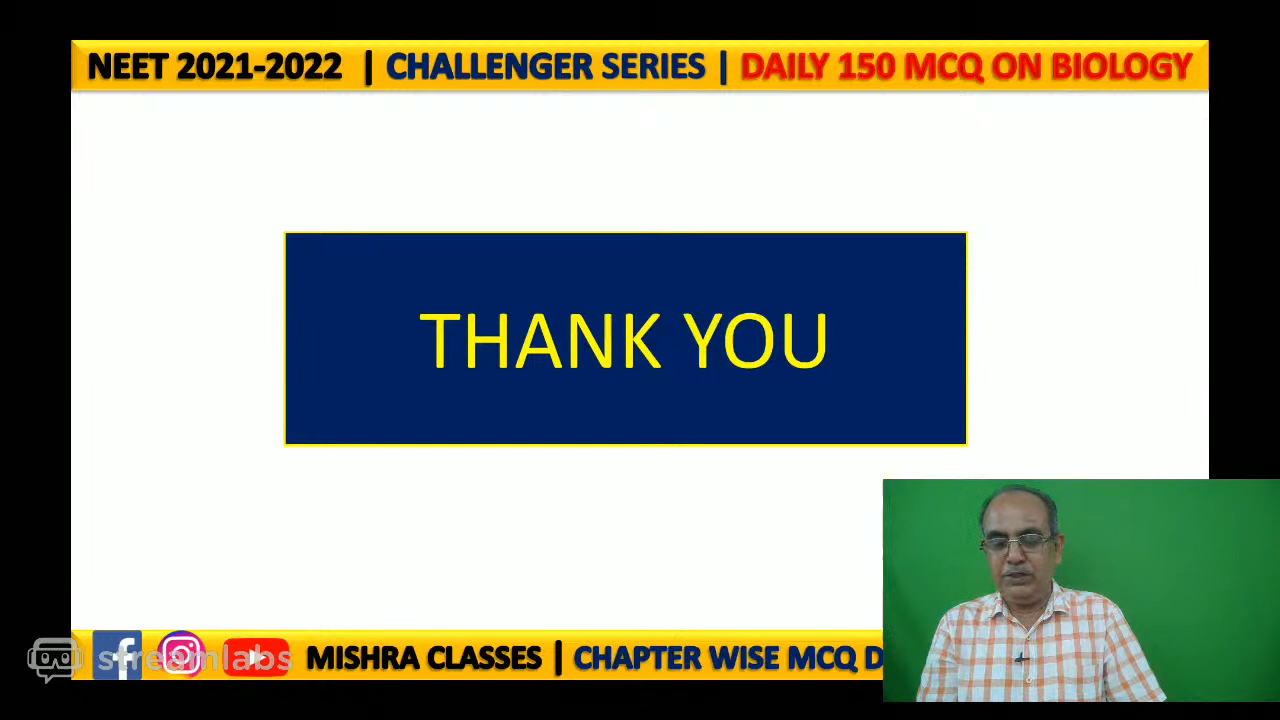 NEET 2021-2022 | CHALLENGER SERIES | DAILY 150 MCQ ON BIOLOGY
THANK YOU
streamlabs
MISHRA CLASSES | CHAPTER WISE MCQ D